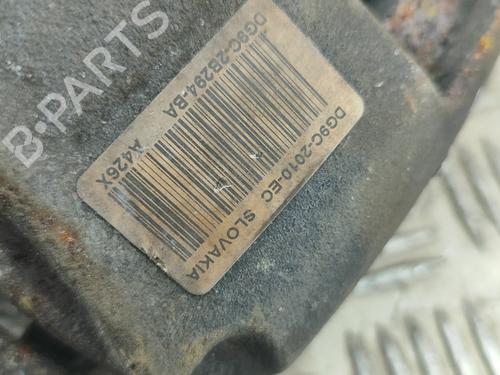 B-PARTS
DG9C-2B294-BA
A426X
DG9C-2010-EC SLOVAKIA